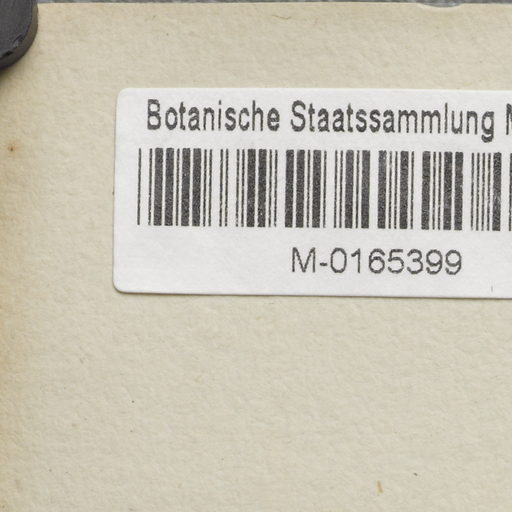 Botanische Staatssammlung
M-0165399